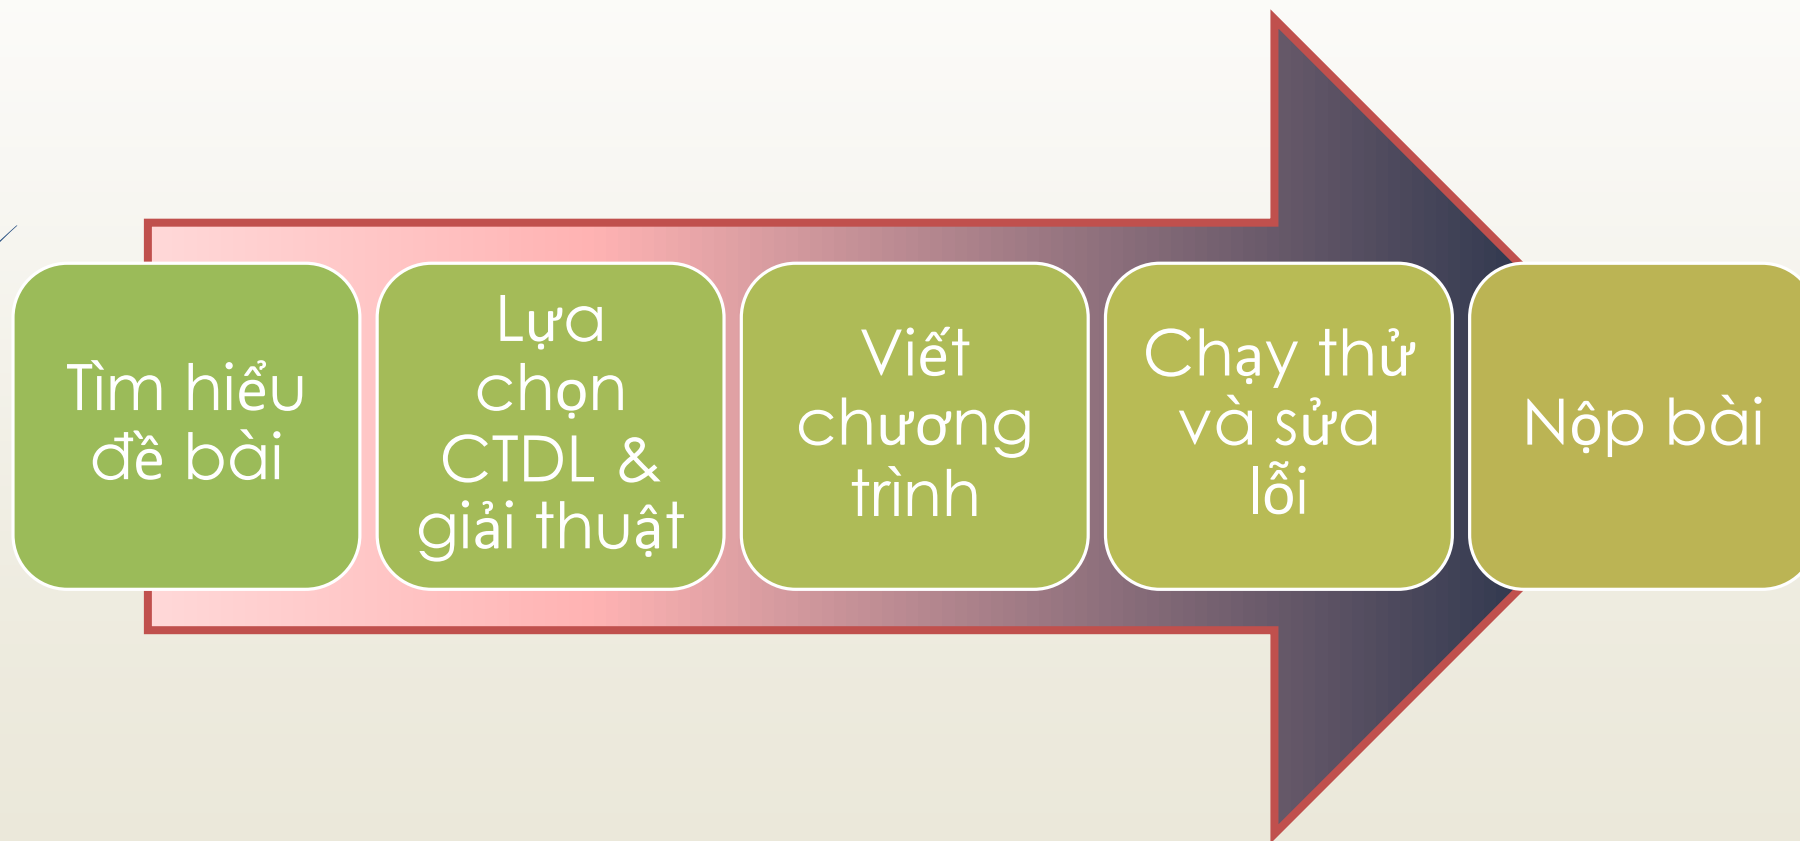 Tìm hiểu
đề bài
Lựa
chọn
CTDL &
giải thuật
Viết
chương
trình
Chạy thử
và sửa
lỗi
Nộp bài